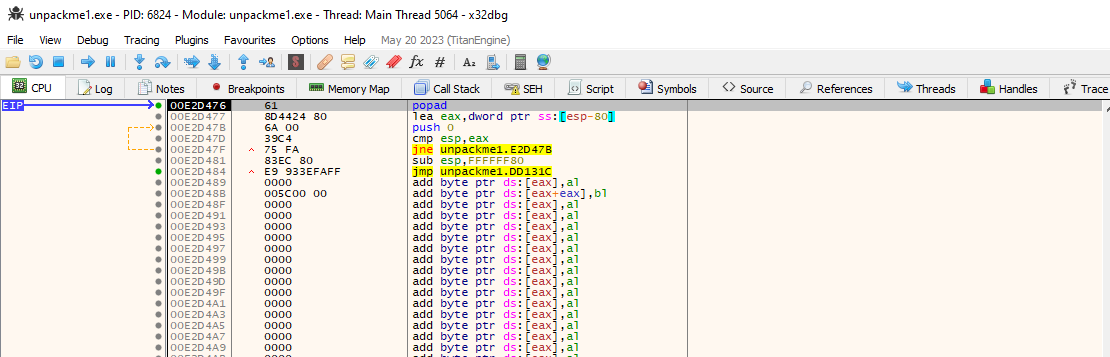 unpackme1.exe - PID: 6824 - Module: unpackme1.exe - Thread: Main Thread 5064 - x32dbg
File View Debug Tracing Plugins Favourites Options Help May 20 2023 (TitanEngine)
CPU Log Notes Breakpoints Memory Map Call Stack SEH Script Symbols Source References Threads Handles Trace
EIP 00E2D476 61 popad
00E2D477 8D4424 80 lea eax,dword ptr ss:[esp-80]
00E2D47B 6A 00 push 0
00E2D47D 39C4 cmp esp,eax
00E2D47F ^ 75 FA jne unpackme1.E2D47B
00E2D481 83EC 80 sub esp,FFFFFF80
00E2D484 ^ E9 933EFAFF jmp unpackme1.DD131C
00E2D489 0000 add byte ptr ds:[eax],al
00E2D48B 005C00 00 add byte ptr ds:[eax+eax],bl
00E2D48F 0000 add byte ptr ds:[eax],al
00E2D491 0000 add byte ptr ds:[eax],al
00E2D493 0000 add byte ptr ds:[eax],al
00E2D495 0000 add byte ptr ds:[eax],al
00E2D497 0000 add byte ptr ds:[eax],al
00E2D499 0000 add byte ptr ds:[eax],al
00E2D49B 0000 add byte ptr ds:[eax],al
00E2D49D 0000 add byte ptr ds:[eax],al
00E2D49F 0000 add byte ptr ds:[eax],al
00E2D4A1 0000 add byte ptr ds:[eax],al
00E2D4A3 0000 add byte ptr ds:[eax],al
00E2D4A5 0000 add byte ptr ds:[eax],al
00E2D4A7 0000 add byte ptr ds:[eax],al
00E2D4A9 0000 add byte ptr ds:[eax],al